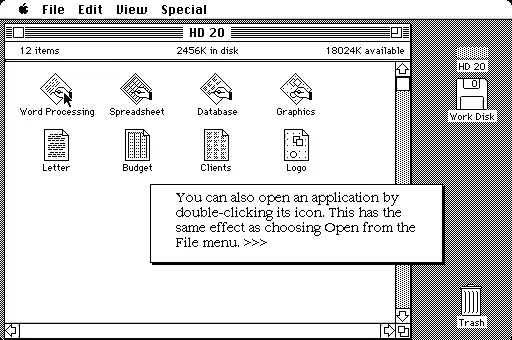 File Edit View Special
HD 20
12 items 2456K in disk 18024K available
HD 20
Work Disk
Word Processing Spreadsheet Database Graphics
Letter Budget Clients Logo
You can also open an application by
double-clicking its icon. This has the
same effect as choosing Open from the
File menu. >>>
Trash